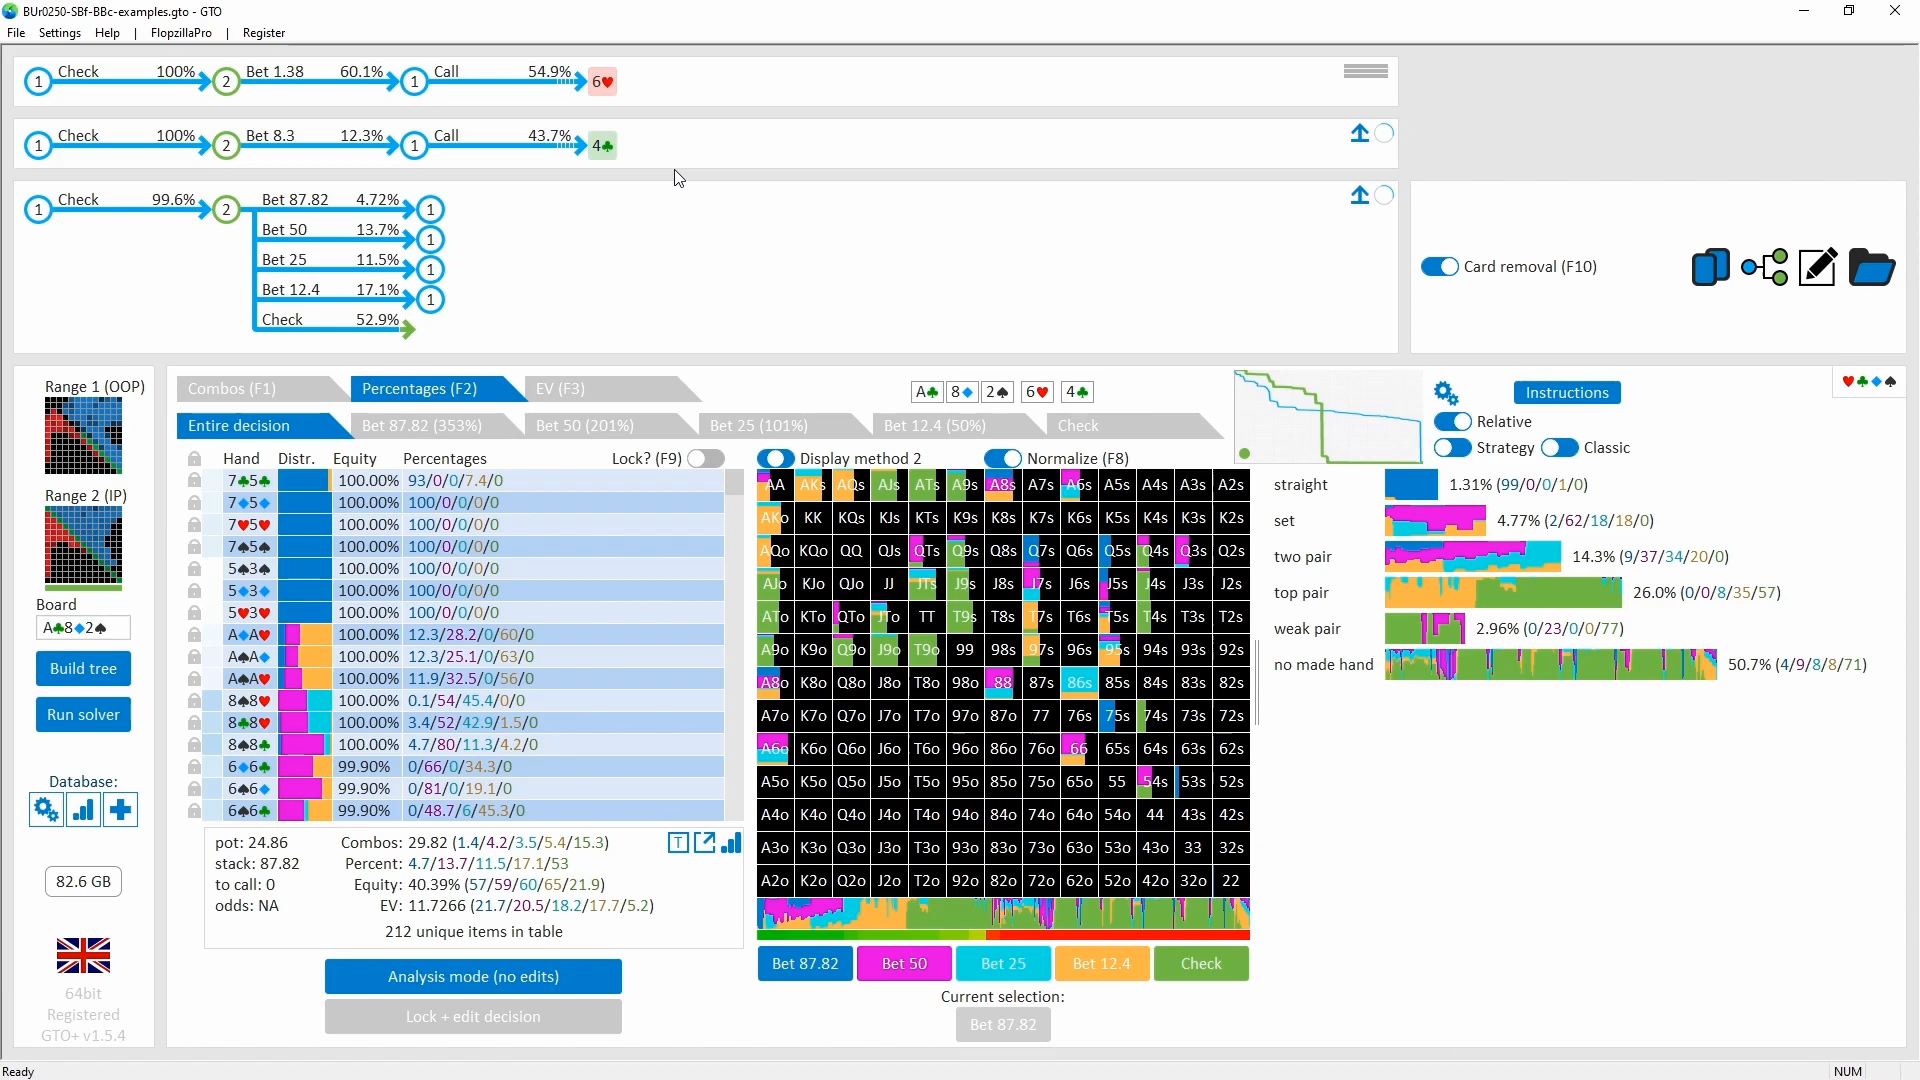 BUr0250-SBf-BBc-examples.gto - GTO
File Settings Help | FlopzillaPro | Register
1 Check 100% 2 Bet 1.38 60.1% 1 Call 54.9% 6♥
1 Check 100% 2 Bet 8.3 12.3% 1 Call 43.7% 4♣
1 Check 99.6% 2 Bet 87.82 4.72% 1
Bet 50 13.7% 1
Bet 25 11.5% 1
Bet 12.4 17.1% 1
Check 52.9%
Card removal (F10)
Range 1 (OOP)
Range 2 (IP)
Board
A♣8♦2♠
Build tree
Run solver
Database:
82.6 GB
64bit
Registered
GTO+ v1.5.4
Combos (F1) Percentages (F2) EV (F3)
A♣ 8♦ 2♠ 6♥ 4♣
Entire decision Bet 87.82 (353%) Bet 50 (201%) Bet 25 (101%) Bet 12.4 (50%) Check
Hand Distr. Equity Percentages Lock? (F9)
7♣5♣ 100.00% 93/0/0/7.4/0
7♦5♦ 100.00% 100/0/0/0/0
7♥5♥ 100.00% 100/0/0/0/0
7♠5♠ 100.00% 100/0/0/0/0
5♠3♠ 100.00% 100/0/0/0/0
5♦3♦ 100.00% 100/0/0/0/0
5♥3♥ 100.00% 100/0/0/0/0
A♦A♥ 100.00% 12.3/28.2/0/60/0
A♠A♦ 100.00% 12.3/25.1/0/63/0
A♠A♥ 100.00% 11.9/32.5/0/56/0
8♠8♥ 100.00% 0.1/54/45.4/0/0
8♣8♥ 100.00% 3.4/52/42.9/1.5/0
8♠8♣ 100.00% 4.7/80/11.3/4.2/0
6♦6♣ 99.90% 0/66/0/34.3/0
6♠6♦ 99.90% 0/81/0/19.1/0
6♠6♣ 99.90% 0/48.7/6/45.3/0
pot: 24.86 Combos: 29.82 (1.4/4.2/3.5/5.4/15.3) T
stack: 87.82 Percent: 4.7/13.7/11.5/17.1/53
to call: 0 Equity: 40.39% (57/59/60/65/21.9)
odds: NA EV: 11.7266 (21.7/20.5/18.2/17.7/5.2)
212 unique items in table
Analysis mode (no edits)
Lock + edit decision
Display method 2 Normalize (F8)
AA AKs AQs AJs ATs A9s A8s A7s A6s A5s A4s A3s A2s
AKo KK KQs KJs KTs K9s K8s K7s K6s K5s K4s K3s K2s
AQo KQo QQ QJs QTs Q9s Q8s Q7s Q6s Q5s Q4s Q3s Q2s
AJo KJo QJo JJ JTs J9s J8s J7s J6s J5s J4s J3s J2s
ATo KTo QTo JTo TT T9s T8s T7s T6s T5s T4s T3s T2s
A9o K9o Q9o J9o T9o 99 98s 97s 96s 95s 94s 93s 92s
A8o K8o Q8o J8o T8o 98o 88 87s 86s 85s 84s 83s 82s
A7o K7o Q7o J7o T7o 97o 87o 77 76s 75s 74s 73s 72s
A6o K6o Q6o J6o T6o 96o 86o 76o 66 65s 64s 63s 62s
A5o K5o Q5o J5o T5o 95o 85o 75o 65o 55 54s 53s 52s
A4o K4o Q4o J4o T4o 94o 84o 74o 64o 54o 44 43s 42s
A3o K3o Q3o J3o T3o 93o 83o 73o 63o 53o 43o 33 32s
A2o K2o Q2o J2o T2o 92o 82o 72o 62o 52o 42o 32o 22
Bet 87.82 Bet 50 Bet 25 Bet 12.4 Check
Current selection:
Bet 87.82
Instructions
Relative
Strategy Classic
♥♣♦♠
straight 1.31% (99/0/0/1/0)
set 4.77% (2/62/18/18/0)
two pair 14.3% (9/37/34/20/0)
top pair 26.0% (0/0/8/35/57)
weak pair 2.96% (0/23/0/0/77)
no made hand 50.7% (4/9/8/8/71)
Ready
NUM